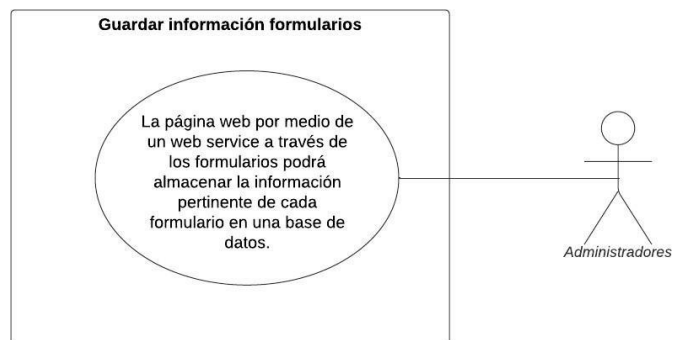 Guardar información formularios
La página web por medio de
un web service a través de
los formularios podrá
almacenar la información
pertinente de cada
formulario en una base de
datos.
Administradores